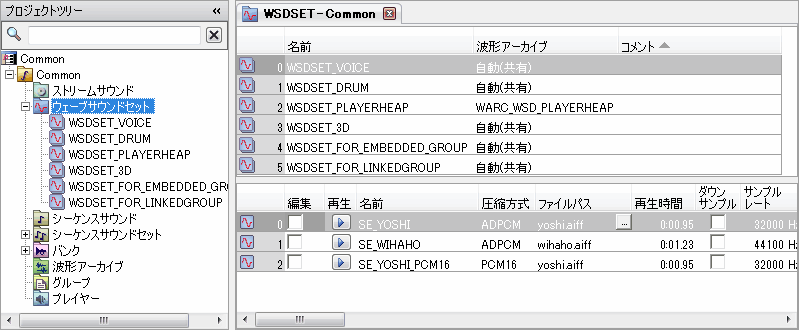 プロジェクトツリー
Common
Common
ストリームサウンド
ウェーブサウンドセット
WSDSET_VOICE
WSDSET_DRUM
WSDSET_PLAYERHEAP
WSDSET_3D
WSDSET_FOR_EMBEDDED_GRO
WSDSET_FOR_LINKEDGROUP
シーケンスサウンド
シーケンスサウンドセット
バンク
波形アーカイブ
グループ
プレイヤー
WSDSET-Common
名前 波形アーカイブ コメント
0 WSDSET_VOICE 自動(共有)
1 WSDSET_DRUM 自動(共有)
2 WSDSET_PLAYERHEAP WARC_WSD_PLAYERHEAP
3 WSDSET_3D 自動(共有)
4 WSDSET_FOR_EMBEDDED_GROUP 自動(共有)
5 WSDSET_FOR_LINKEDGROUP 自動(共有)
編集 再生 名前 圧縮方式 ファイルパス 再生時間 ダウンサンプル サンプルレート
0 SE_YOSHI ADPCM yoshi.aiff ... 0:00.95 32000 Hz
1 SE_WIHAHO ADPCM wihaho.aiff 0:01.23 44100 Hz
2 SE_YOSHI_PCM16 PCM16 yoshi.aiff 0:00.95 32000 Hz